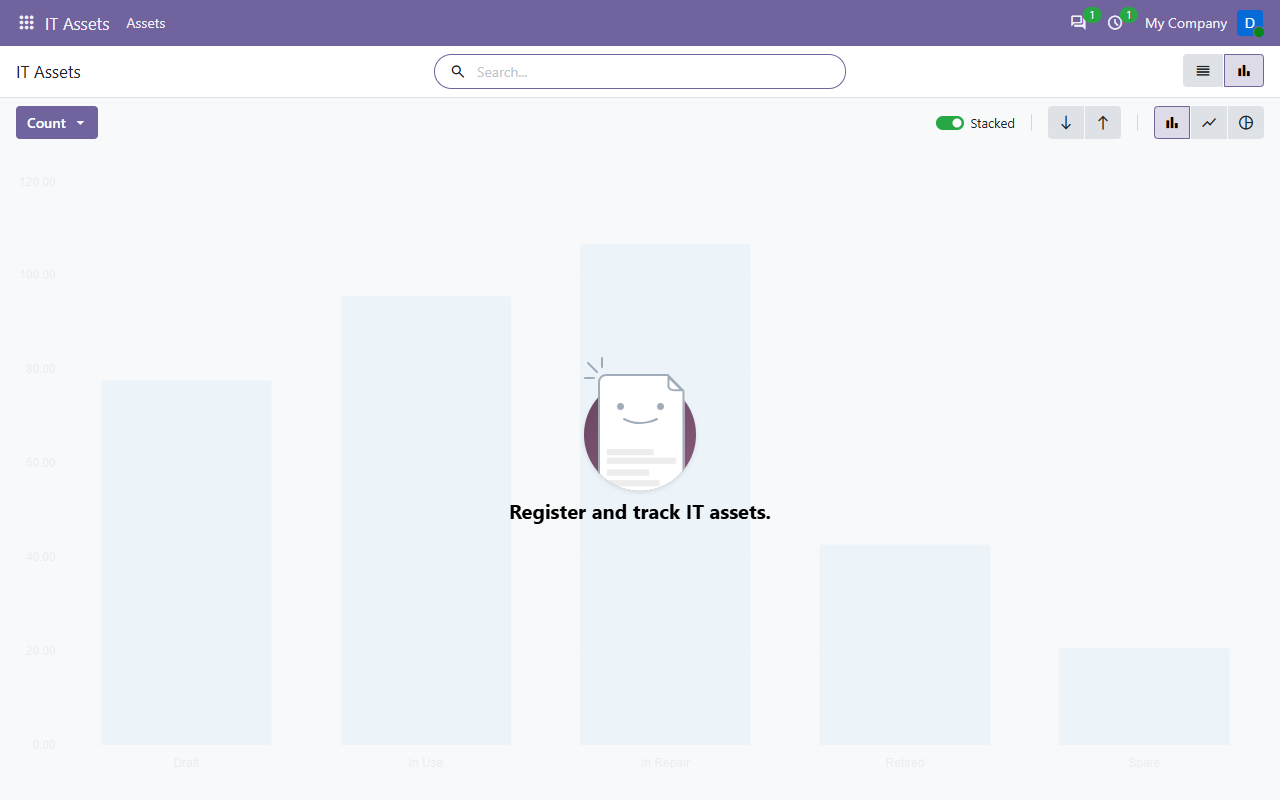 IT Assets
Assets
1
1
My Company
D
IT Assets
Search...
Count
Stacked
120.00
100.00
80.00
60.00
40.00
20.00
0.00
Register and track IT assets.
Draft
In Use
In Repair
Retired
Spare